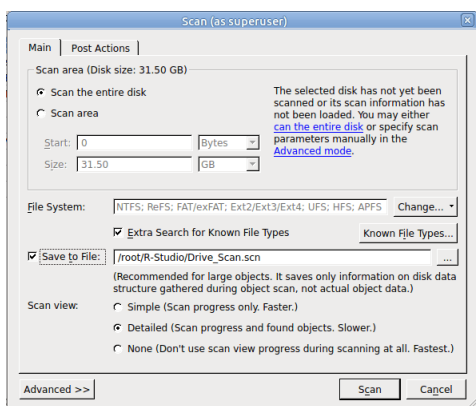 Scan (as superuser)
Main
Post Actions
Scan area (Disk size: 31.50 GB)
Scan the entire disk
Scan area
Start: 0 Bytes
Size: 31.50 GB
The selected disk has not yet been
scanned or its scan information has
not been loaded. You may either
can the entire disk or specify scan
parameters manually in the
Advanced mode.
File System: NTFS; ReFS; FAT/exFAT; Ext2/Ext3/Ext4; UFS; HFS; APFS Change...
Extra Search for Known File Types Known File Types...
Save to File: /root/R-Studio/Drive_Scan.scn ...
(Recommended for large objects. It saves only information on disk data
structure gathered during object scan, not actual object data.)
Scan view: Simple (Scan progress only. Faster.)
Detailed (Scan progress and found objects. Slower.)
None (Don't use scan view progress during scanning at all. Fastest.)
Advanced >> Scan Cancel